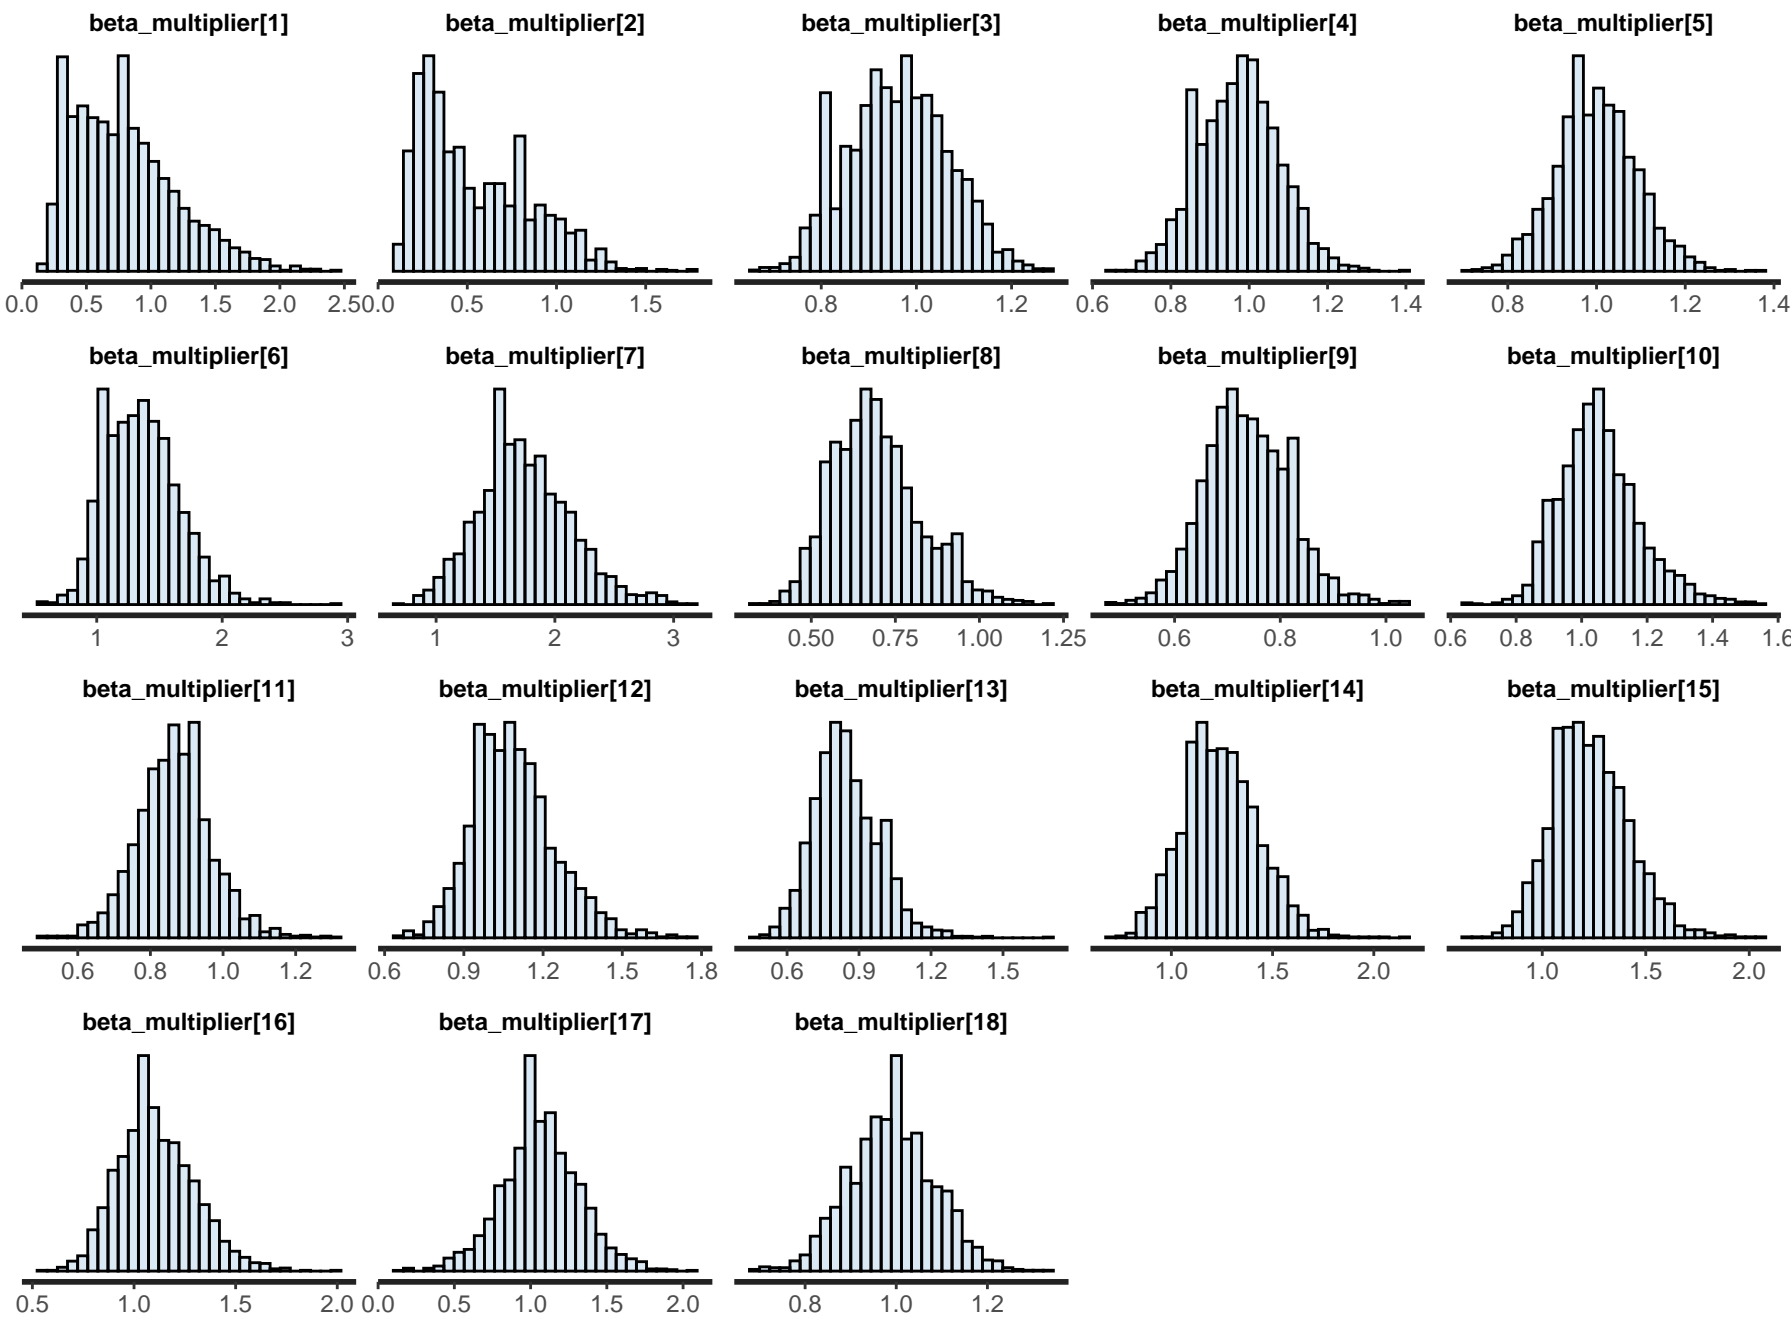 beta_multiplier[1] beta_multiplier[2] beta_multiplier[3] beta_multiplier[4] beta_multiplier[5]
0.0 0.5 1.0 1.5 2.0 2.5 0.0 0.5 1.0 1.5 0.8 1.0 1.2 0.6 0.8 1.0 1.2 1.4 0.8 1.0 1.2 1.4
beta_multiplier[6] beta_multiplier[7] beta_multiplier[8] beta_multiplier[9] beta_multiplier[10]
1 2 3 1 2 3 0.50 0.75 1.00 1.25 0.6 0.8 1.0 0.6 0.8 1.0 1.2 1.4 1.6
beta_multiplier[11] beta_multiplier[12] beta_multiplier[13] beta_multiplier[14] beta_multiplier[15]
0.6 0.8 1.0 1.2 0.6 0.9 1.2 1.5 1.8 0.6 0.9 1.2 1.5 1.0 1.5 2.0 1.0 1.5 2.0
beta_multiplier[16] beta_multiplier[17] beta_multiplier[18]
0.5 1.0 1.5 2.0 0.0 0.5 1.0 1.5 2.0 0.8 1.0 1.2